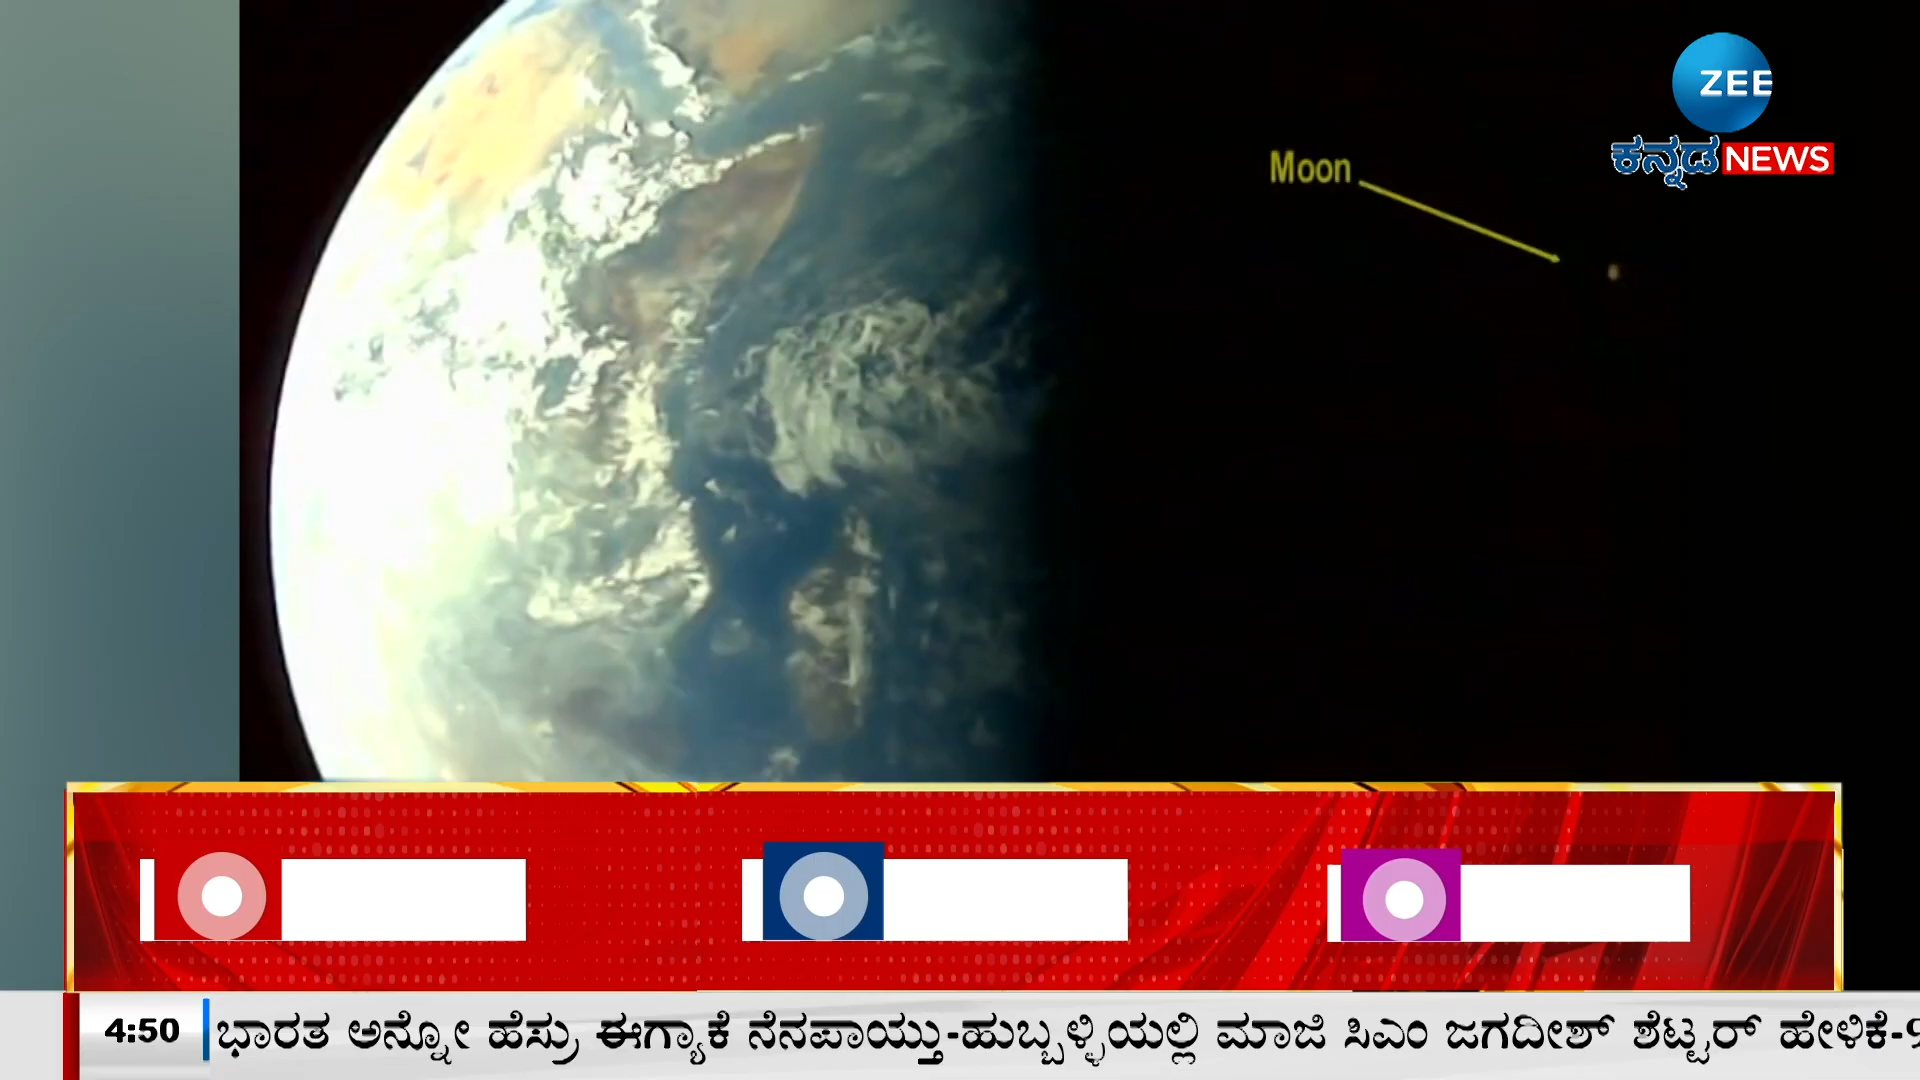 ZEE
ಕನ್ನಡ NEWS
Moon
4:50 ಭಾರತ ಅನ್ನೋ ಹೆಸ್ರು ಈಗ್ಯಾಕೆ ನೆನಪಾಯ್ತು-ಹುಬ್ಬಳ್ಳಿಯಲ್ಲಿ ಮಾಜಿ ಸಿಎಂ ಜಗದೀಶ್ ಶೆಟ್ಟರ್ ಹೇಳಿಕೆ-